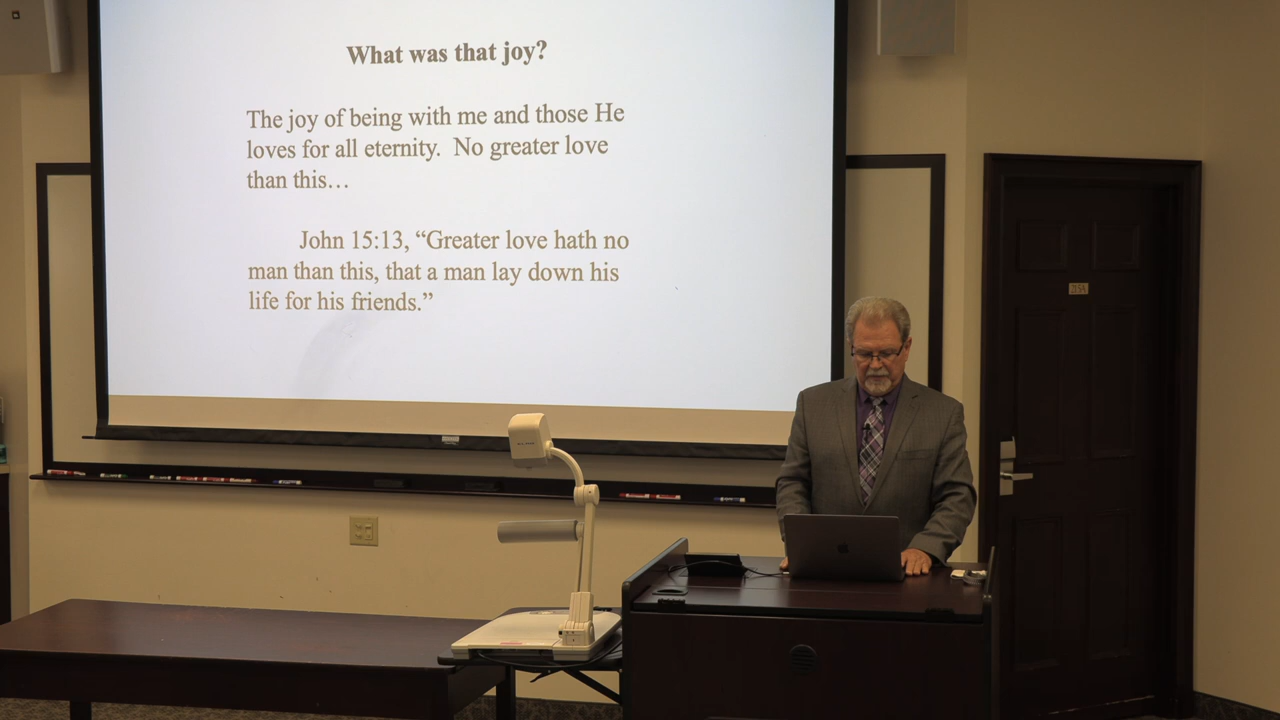 What was that joy?
The joy of being with me and those He
loves for all eternity.  No greater love
than this…
John 15:13, “Greater love hath no
man than this, that a man lay down his
life for his friends.”